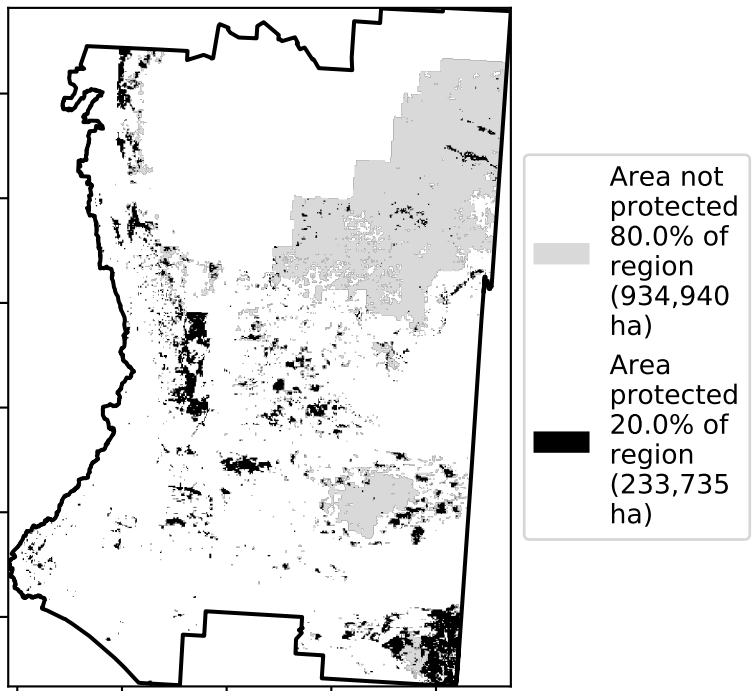 Area not
protected
80.0% of
region
(934,940
ha)
Area
protected
20.0% of
region
(233,735
ha)